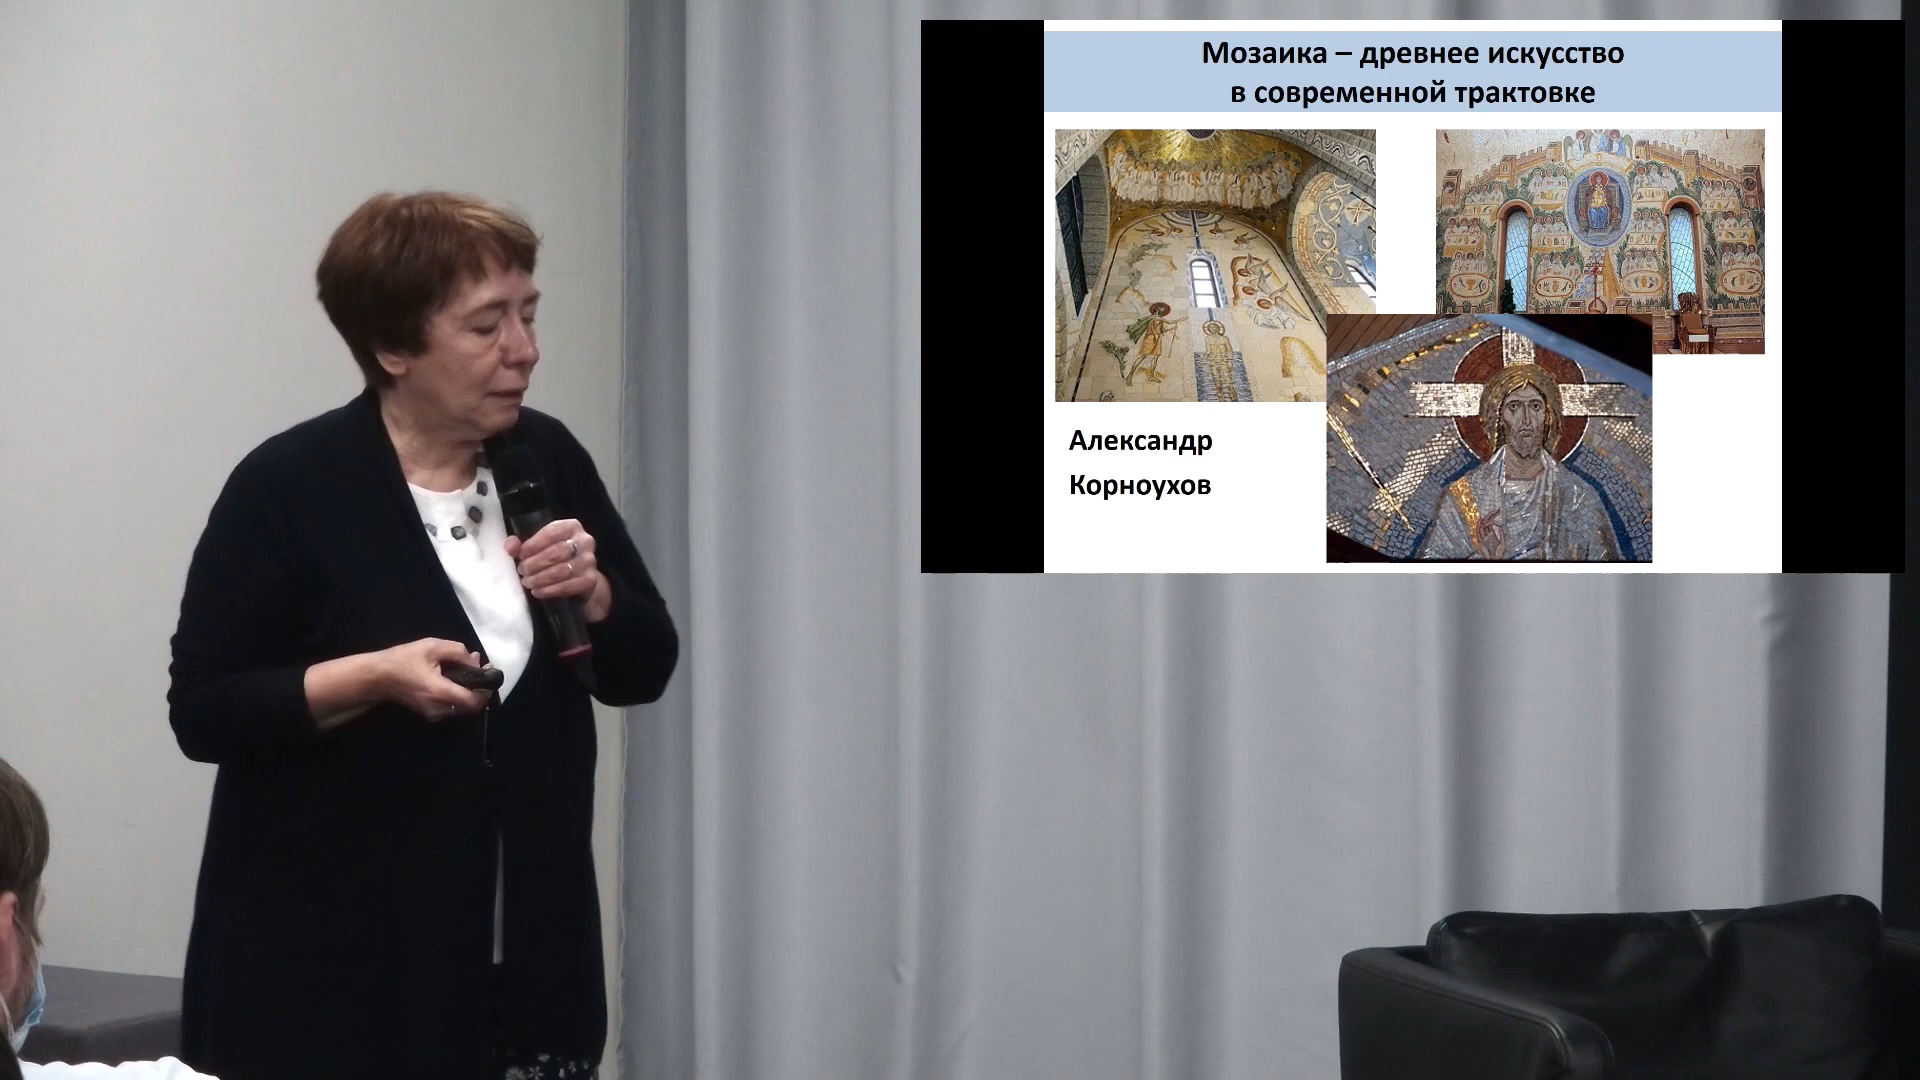 Мозаика – древнее искусство
в современной трактовке
Александр
Корноухов